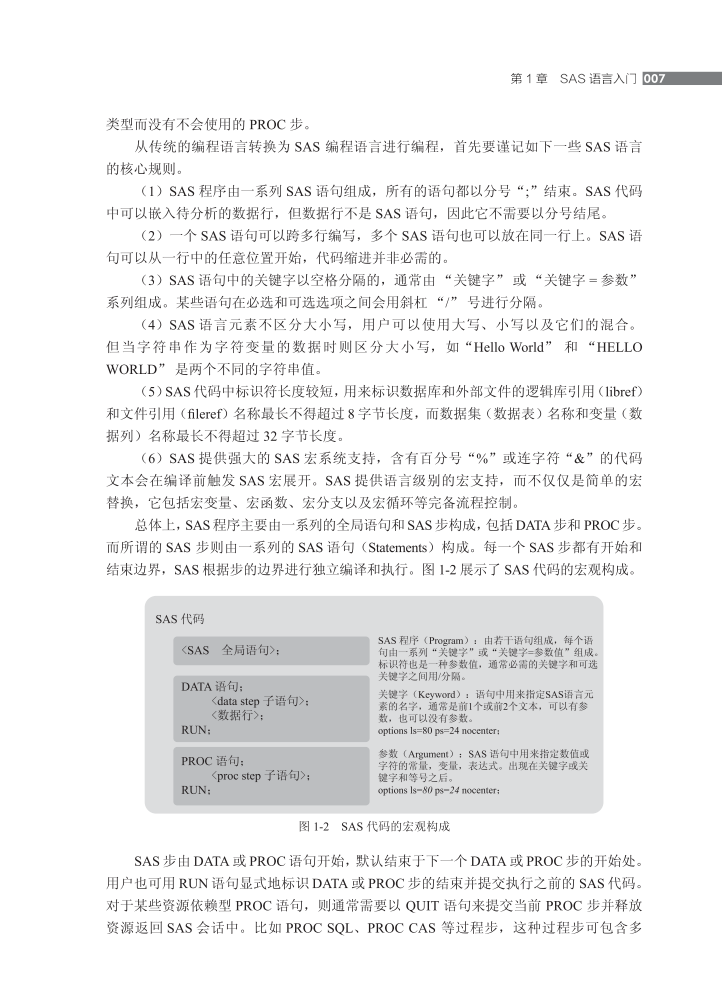 第 1 章　SAS 语言入门 007
类型而没有不会使用的 PROC 步。
从传统的编程语言转换为 SAS 编程语言进行编程，首先要谨记如下一些 SAS 语言
的核心规则。
（1）SAS 程序由一系列 SAS 语句组成，所有的语句都以分号“;”结束。SAS 代码
中可以嵌入待分析的数据行，但数据行不是 SAS 语句，因此它不需要以分号结尾。
（2）一个 SAS 语句可以跨多行编写，多个 SAS 语句也可以放在同一行上。SAS 语
句可以从一行中的任意位置开始，代码缩进并非必需的。
（3）SAS 语句中的关键字以空格分隔的，通常由 “关键字” 或 “关键字 = 参数”
系列组成。某些语句在必选和可选选项之间会用斜杠 “/” 号进行分隔。
（4）SAS 语言元素不区分大小写，用户可以使用大写、小写以及它们的混合。
但当字符串作为字符变量的数据时则区分大小写，如“Hello World” 和 “HELLO
WORLD” 是两个不同的字符串值。
（5）SAS 代码中标识符长度较短，用来标识数据库和外部文件的逻辑库引用（libref）
和文件引用（fileref）名称最长不得超过 8 字节长度，而数据集（数据表）名称和变量（数
据列）名称最长不得超过 32 字节长度。
（6）SAS 提供强大的 SAS 宏系统支持，含有百分号“%”或连字符“&”的代码
文本会在编译前触发 SAS 宏展开。SAS 提供语言级别的宏支持，而不仅仅是简单的宏
替换，它包括宏变量、宏函数、宏分支以及宏循环等完备流程控制。
总体上，SAS 程序主要由一系列的全局语句和 SAS 步构成，包括 DATA 步和 PROC 步。
而所谓的 SAS 步则由一系列的 SAS 语句（Statements）构成。每一个 SAS 步都有开始和
结束边界，SAS 根据步的边界进行独立编译和执行。图 1-2 展示了 SAS 代码的宏观构成。
SAS 代码
<SAS　全局语句>；
DATA 语句；
<data step 子语句>；
<数据行>；
RUN；
PROC 语句；
<proc step 子语句>；
RUN；
SAS 程序（Program）：由若干语句组成，每个语
句由一系列“关键字”或“关键字=参数值”组成。
标识符也是一种参数值，通常必需的关键字和可选
关键字之间用/分隔。
关键字（Keyword）：语句中用来指定SAS语言元
素的名字，通常是前1个或前2个文本，可以有参
数，也可以没有参数。
options ls=80 ps=24 nocenter；
参数（Argument）：SAS 语句中用来指定数值或
字符的常量，变量，表达式。出现在关键字或关
键字和等号之后。
options ls=80 ps=24 nocenter；
图 1-2　SAS 代码的宏观构成
SAS 步由 DATA 或 PROC 语句开始，默认结束于下一个 DATA 或 PROC 步的开始处。
用户也可用 RUN 语句显式地标识 DATA 或 PROC 步的结束并提交执行之前的 SAS 代码。
对于某些资源依赖型 PROC 语句，则通常需要以 QUIT 语句来提交当前 PROC 步并释放
资源返回 SAS 会话中。比如 PROC SQL、PROC CAS 等过程步，这种过程步可包含多